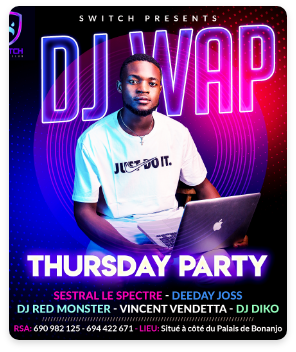 SWITCH PRESENTS
DJ WAP
JUST DO IT.
THURSDAY PARTY
SESTRAL LE SPECTRE - DEEDAY JOSS
DJ RED MONSTER - VINCENT VENDETTA - DJ DIKO
RSA: 690 982 125 - 694 422 671 - LIEU: Situé à côté du Palais de Bonanjo